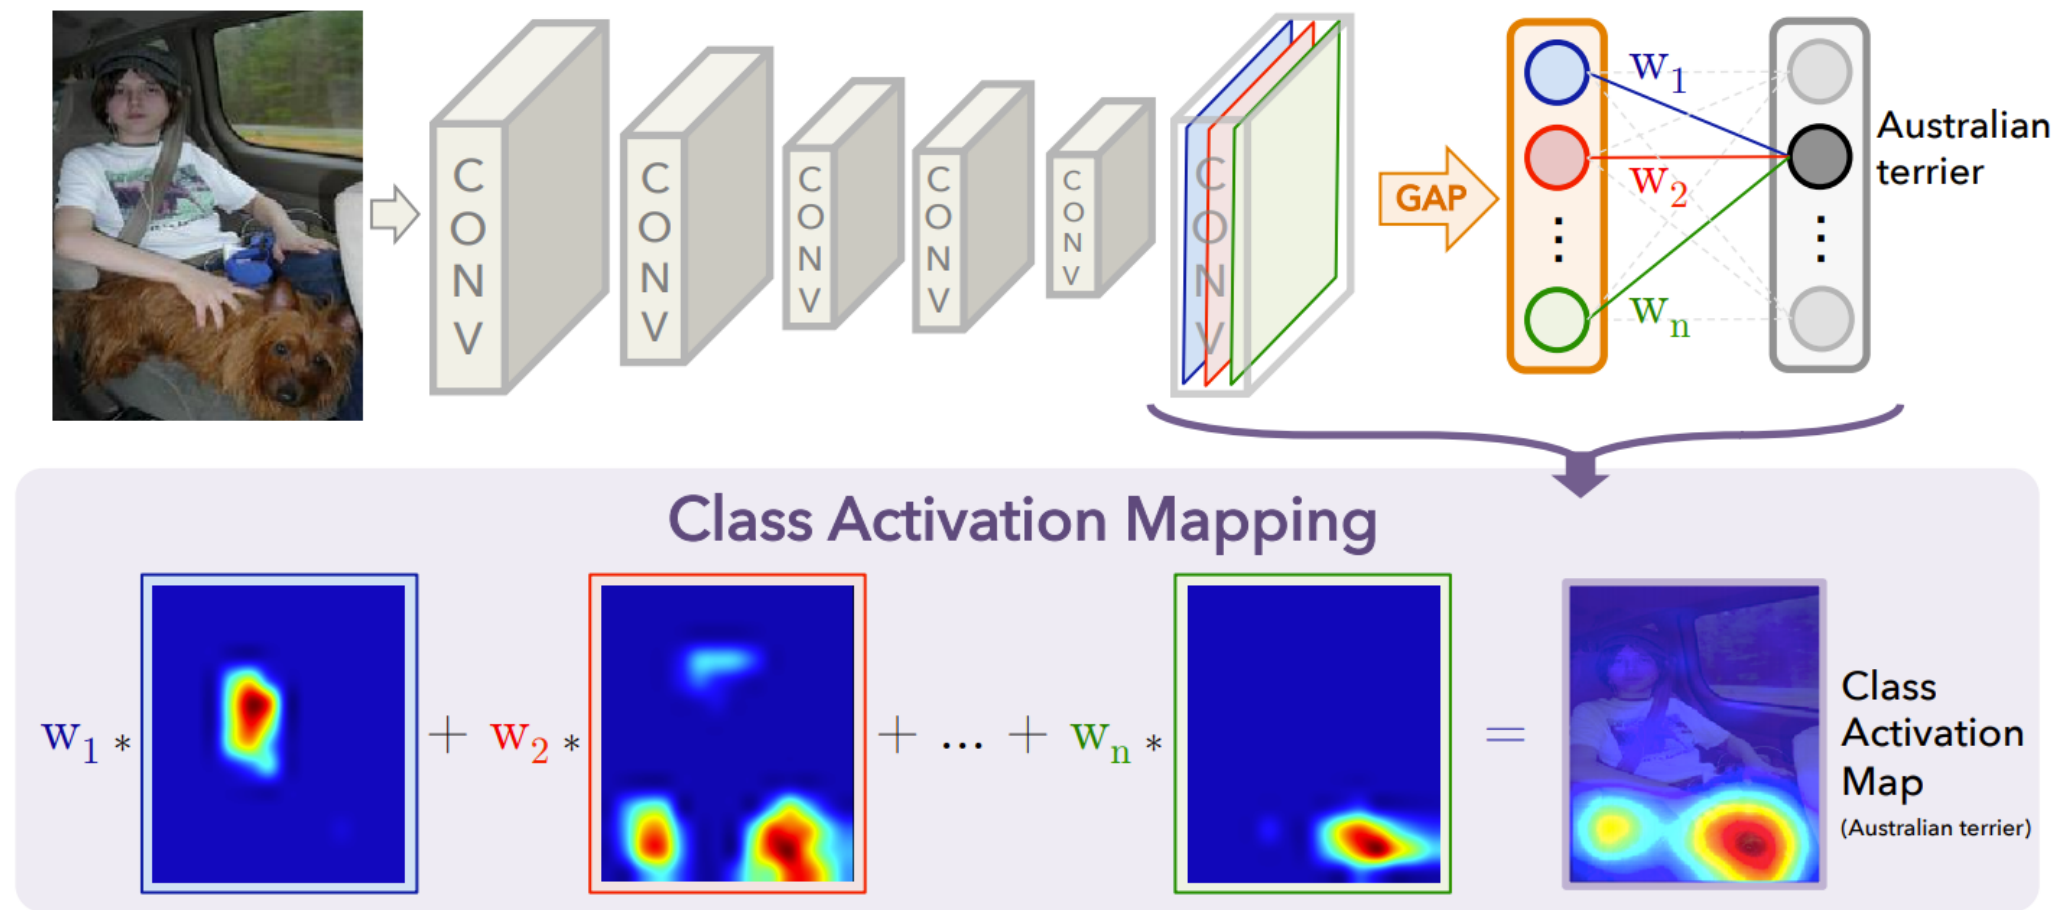 CONV
CONV
CONV
CONV
CONV
CONV
GAP
w1
w2
⋮
wn
⋮
Australian
terrier
Class Activation Mapping
w1 * + w2 * + ... + wn * =
Class
Activation
Map
(Australian terrier)